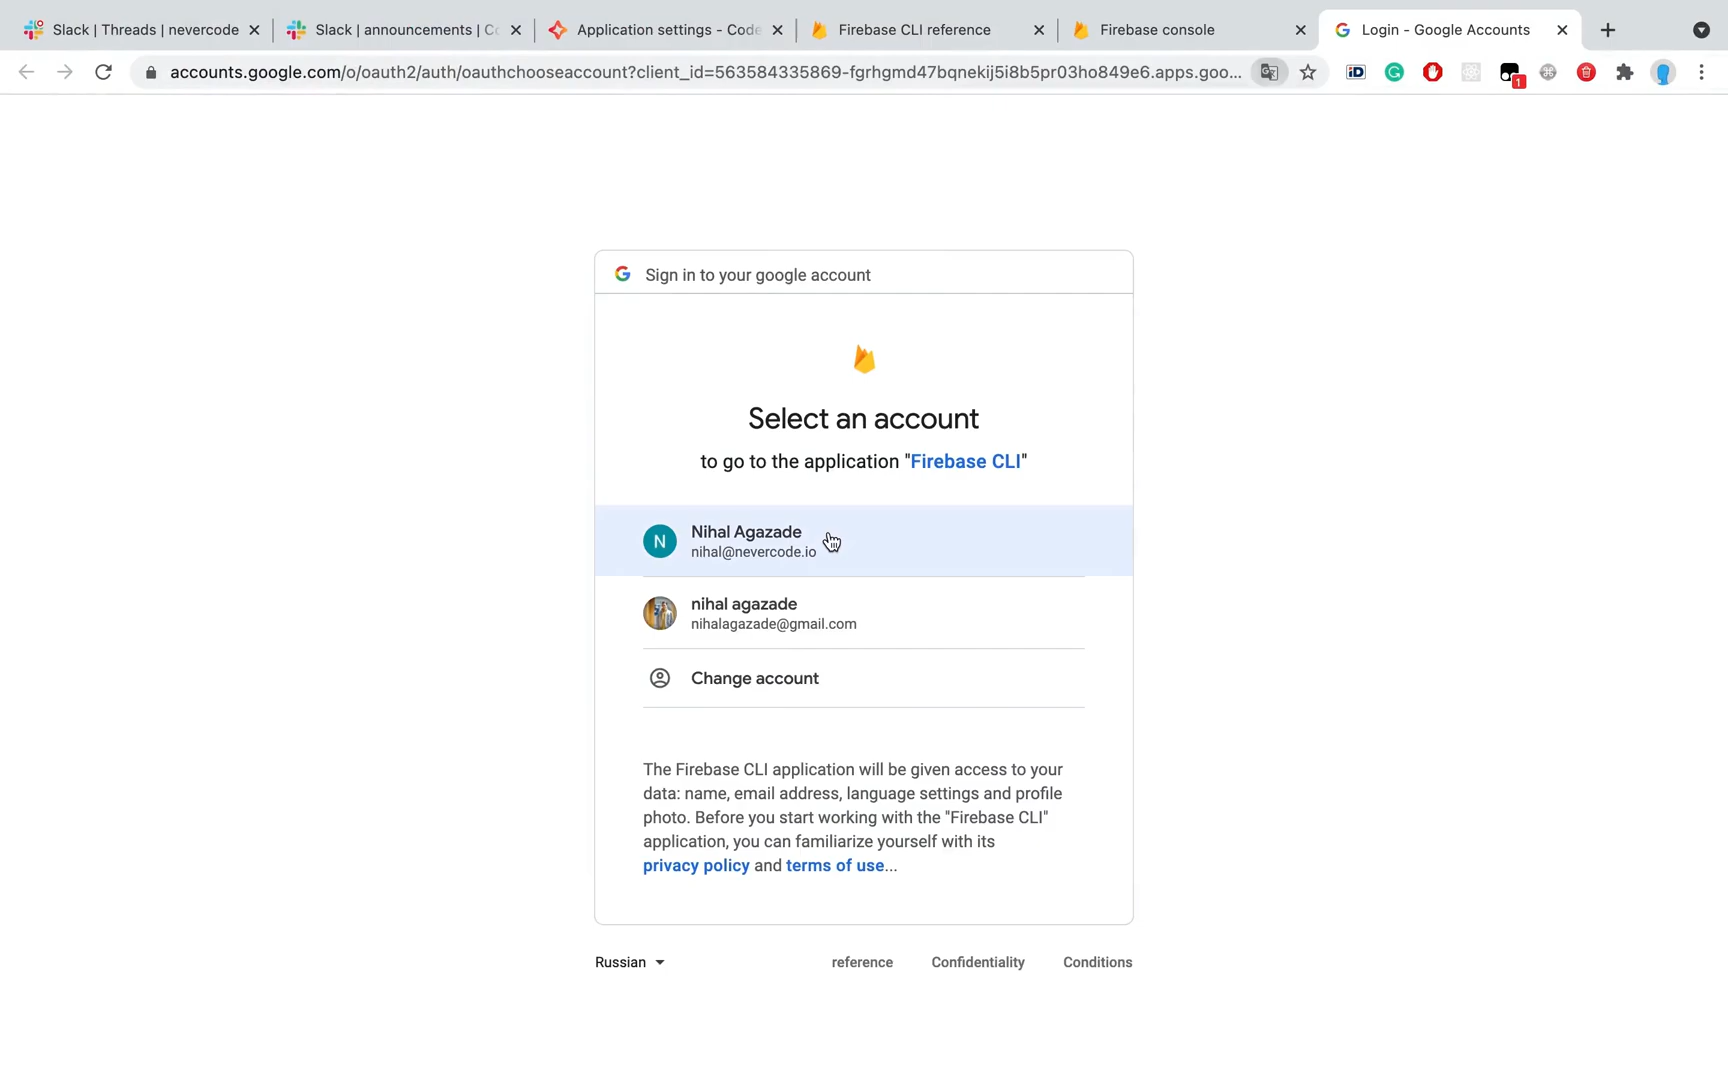 Slack | Threads | nevercode
Slack | announcements | Co
Application settings - Code
Firebase CLI reference
Firebase console
Login - Google Accounts
accounts.google.com/o/oauth2/auth/oauthchooseaccount?client_id=563584335869-fgrhgmd47bqnekij5i8b5pr03ho849e6.apps.goo...
iD
1
Sign in to your google account
Select an account
to go to the application "Firebase CLI"
N
Nihal Agazade
nihal@nevercode.io
nihal agazade
nihalagazade@gmail.com
Change account
The Firebase CLI application will be given access to your
data: name, email address, language settings and profile
photo. Before you start working with the "Firebase CLI"
application, you can familiarize yourself with its
privacy policy and terms of use...
Russian
reference
Confidentiality
Conditions